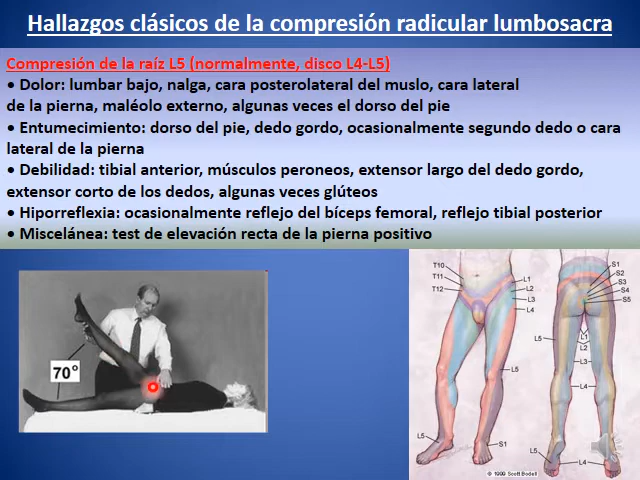 Hallazgos clásicos de la compresión radicular lumbosacra
Compresión de la raíz L5 (normalmente, disco L4-L5)
• Dolor: lumbar bajo, nalga, cara posterolateral del muslo, cara lateral
de la pierna, maléolo externo, algunas veces el dorso del pie
• Entumecimiento: dorso del pie, dedo gordo, ocasionalmente segundo dedo o cara
lateral de la pierna
• Debilidad: tibial anterior, músculos peroneos, extensor largo del dedo gordo,
extensor corto de los dedos, algunas veces glúteos
• Hiporreflexia: ocasionalmente reflejo del bíceps femoral, reflejo tibial posterior
• Miscelánea: test de elevación recta de la pierna positivo
70°
T10
T11
T12
L1
L2
L3
L4
L5
L5
S1
S1
S2
S3
S4
S5
L5
L1
L2
L3
L4
L5
L4
© 1999 Scott Bodell